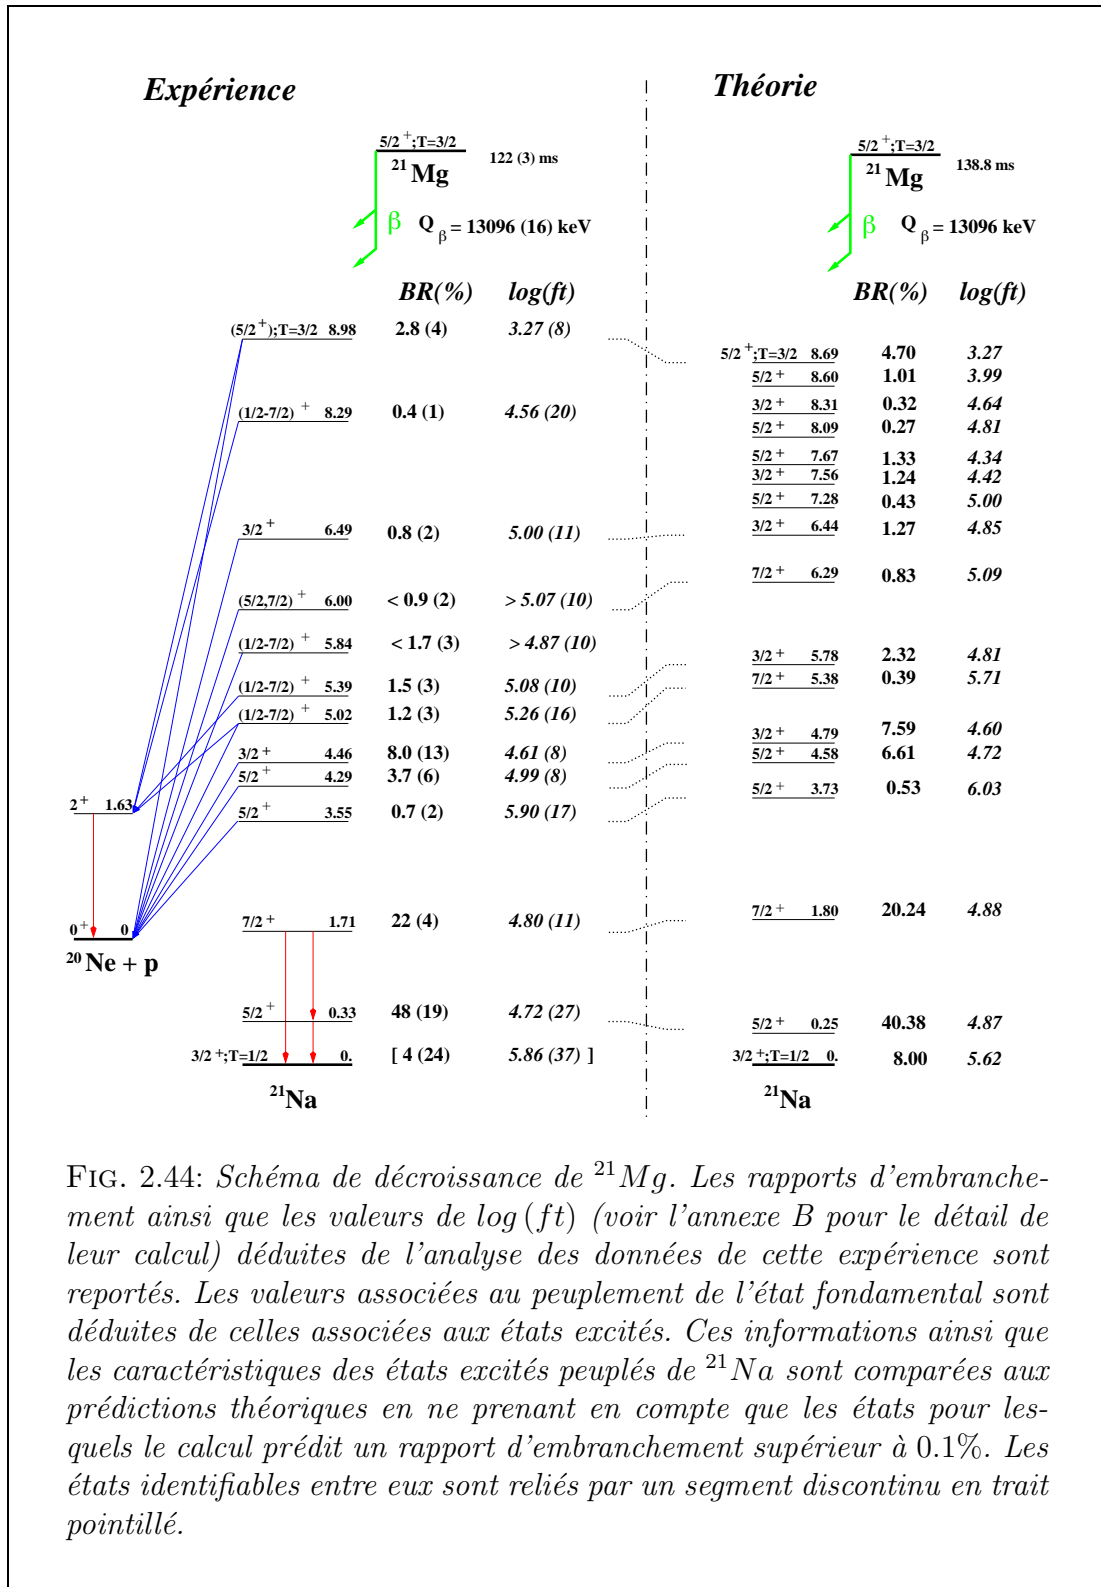 Expérience
Théorie
5/2 +;T=3/2
122 (3) ms
21Mg
β
Q β = 13096 (16) keV
5/2 +;T=3/2
138.8 ms
21Mg
β
Q β = 13096 keV
BR(%) log(ft)
BR(%) log(ft)
(5/2+);T=3/2 8.98 2.8 (4) 3.27 (8)
(1/2-7/2) + 8.29 0.4 (1) 4.56 (20)
3/2 + 6.49 0.8 (2) 5.00 (11)
(5/2,7/2) + 6.00 < 0.9 (2) > 5.07 (10)
(1/2-7/2) + 5.84 < 1.7 (3) > 4.87 (10)
(1/2-7/2) + 5.39 1.5 (3) 5.08 (10)
(1/2-7/2) + 5.02 1.2 (3) 5.26 (16)
3/2 + 4.46 8.0 (13) 4.61 (8)
5/2 + 4.29 3.7 (6) 4.99 (8)
5/2 + 3.55 0.7 (2) 5.90 (17)
7/2 + 1.71 22 (4) 4.80 (11)
5/2 + 0.33 48 (19) 4.72 (27)
3/2 +;T=1/2 0. [ 4 (24) 5.86 (37) ]
21Na
2 + 1.63
0 + 0
20Ne + p
5/2 +;T=3/2 8.69 4.70 3.27
5/2 + 8.60 1.01 3.99
3/2 + 8.31 0.32 4.64
5/2 + 8.09 0.27 4.81
5/2 + 7.67 1.33 4.34
3/2 + 7.56 1.24 4.42
5/2 + 7.28 0.43 5.00
3/2 + 6.44 1.27 4.85
7/2 + 6.29 0.83 5.09
3/2 + 5.78 2.32 4.81
7/2 + 5.38 0.39 5.71
3/2 + 4.79 7.59 4.60
5/2 + 4.58 6.61 4.72
5/2 + 3.73 0.53 6.03
7/2 + 1.80 20.24 4.88
5/2 + 0.25 40.38 4.87
3/2 +;T=1/2 0. 8.00 5.62
21Na
FIG. 2.44: Schéma de décroissance de 21Mg. Les rapports d'embranche-
ment ainsi que les valeurs de log (ft) (voir l'annexe B pour le détail de
leur calcul) déduites de l'analyse des données de cette expérience sont
reportés. Les valeurs associées au peuplement de l'état fondamental sont
déduites de celles associées aux états excités. Ces informations ainsi que
les caractéristiques des états excités peuplés de 21Na sont comparées aux
prédictions théoriques en ne prenant en compte que les états pour les-
quels le calcul prédit un rapport d'embranchement supérieur à 0.1%. Les
états identifiables entre eux sont reliés par un segment discontinu en trait
pointillé.